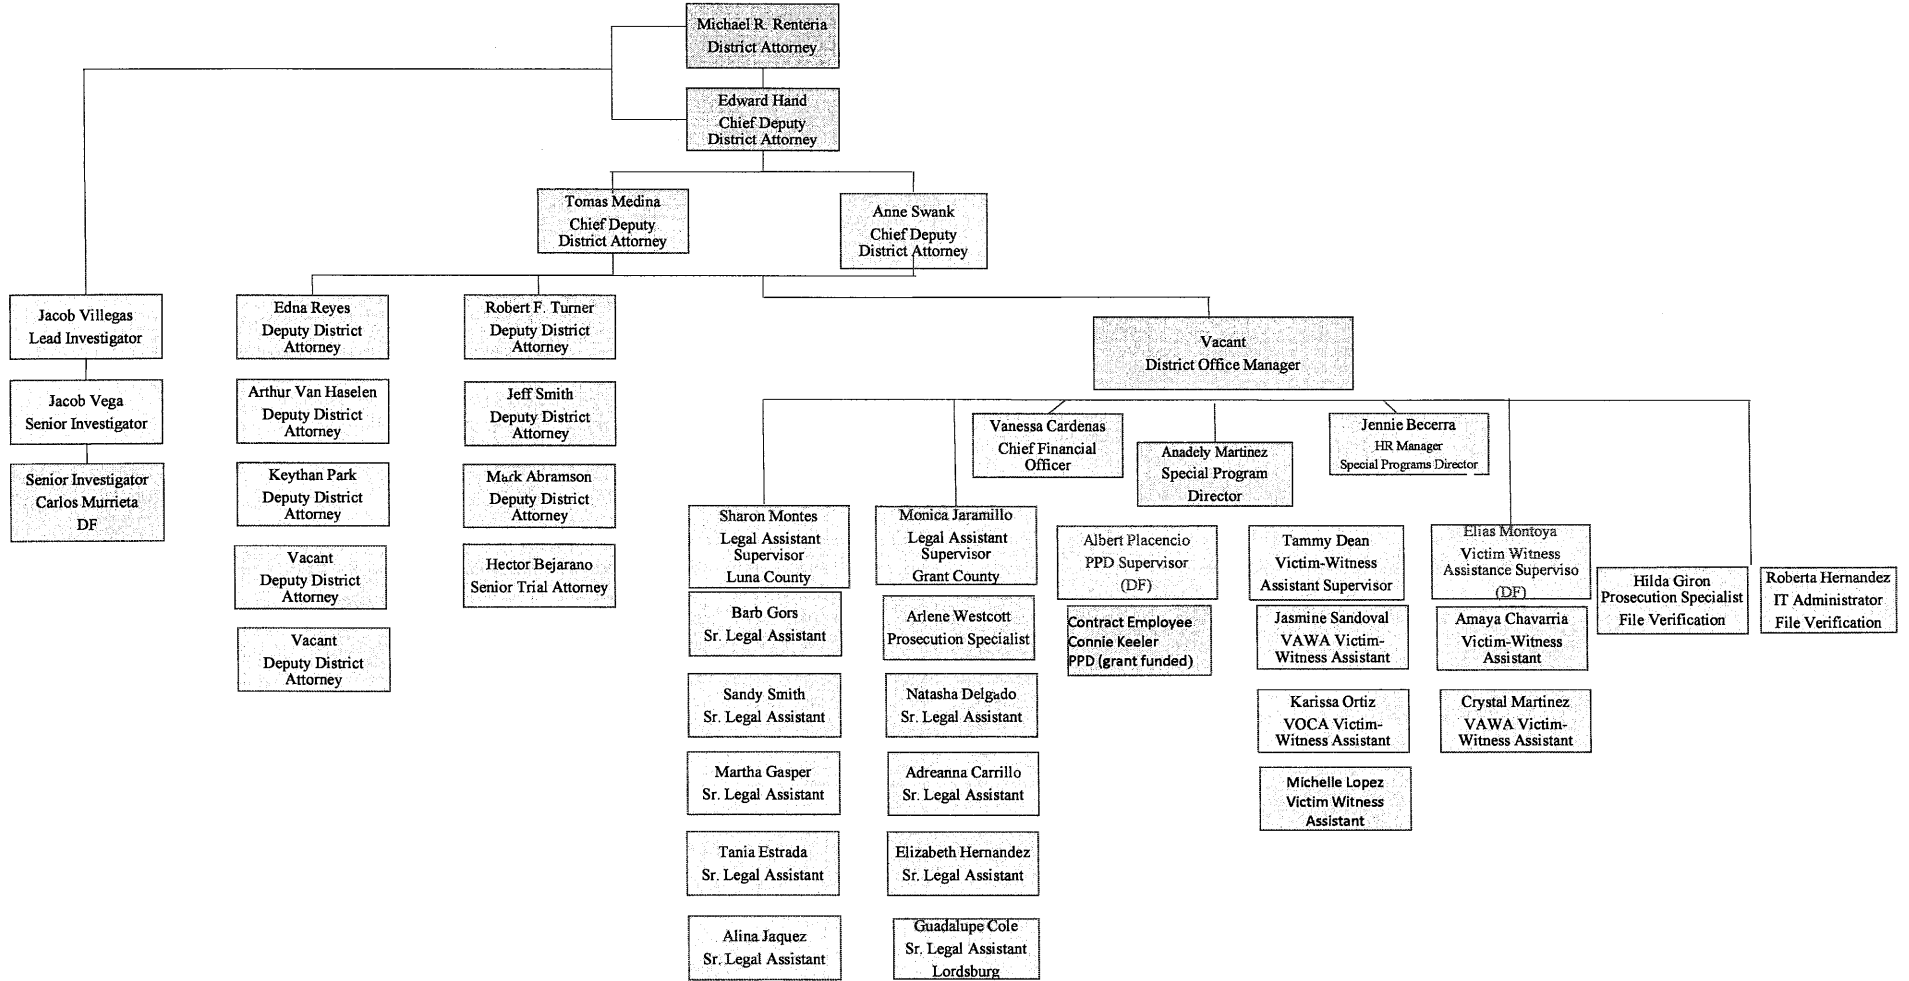 Michael R. Renteria
District Attorney
Edward Hand
Chief Deputy
District Attorney
Tomas Medina
Chief Deputy
District Attorney
Anne Swank
Chief Deputy
District Attorney
Jacob Villegas
Lead Investigator
Jacob Vega
Senior Investigator
Senior Investigator
Carlos Murrieta
DF
Edna Reyes
Deputy District
Attorney
Arthur Van Haselen
Deputy District
Attorney
Keythan Park
Deputy District
Attorney
Vacant
Deputy District
Attorney
Vacant
Deputy District
Attorney
Robert F. Turner
Deputy District
Attorney
Jeff Smith
Deputy District
Attorney
Mark Abramson
Deputy District
Attorney
Hector Bejarano
Senior Trial Attorney
Vacant
District Office Manager
Vanessa Cardenas
Chief Financial
Officer
Anadely Martinez
Special Program
Director
Jennie Becerra
HR Manager
Special Programs Director
Sharon Montes
Legal Assistant
Supervisor
Luna County
Barb Gors
Sr. Legal Assistant
Sandy Smith
Sr. Legal Assistant
Martha Gasper
Sr. Legal Assistant
Tania Estrada
Sr. Legal Assistant
Alina Jaquez
Sr. Legal Assistant
Monica Jaramillo
Legal Assistant
Supervisor
Grant County
Arlene Westcott
Prosecution Specialist
Natasha Delgado
Sr. Legal Assistant
Adreanna Carrillo
Sr. Legal Assistant
Elizabeth Hernandez
Sr. Legal Assistant
Guadalupe Cole
Sr. Legal Assistant
Lordsburg
Albert Placencio
PPD Supervisor
(DF)
Contract Employee
Connie Keeler
PPD (grant funded)
Tammy Dean
Victim-Witness
Assistant Supervisor
Jasmine Sandoval
VAWA Victim-
Witness Assistant
Karissa Ortiz
VOCA Victim-
Witness Assistant
Michelle Lopez
Victim Witness
Assistant
Elias Montoya
Victim Witness
Assistance Superviso
(DF)
Amaya Chavarria
Victim-Witness
Assistant
Crystal Martinez
VAWA Victim-
Witness Assistant
Hilda Giron
Prosecution Specialist
File Verification
Roberta Hernandez
IT Administrator
File Verification